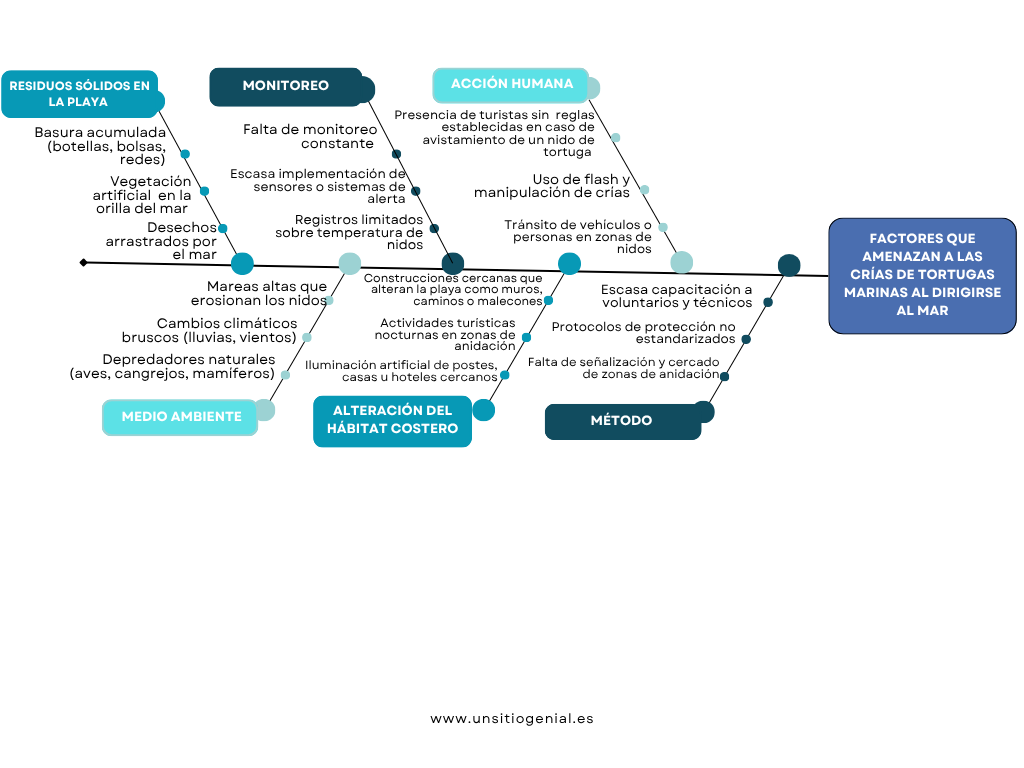 RESIDUOS SÓLIDOS EN
LA PLAYA
Basura acumulada
(botellas, bolsas,
redes)
Vegetación
artificial en la
orilla del mar
Desechos
arrastrados por
el mar
MONITOREO
Falta de monitoreo
constante
Escasa implementación de
sensores o sistemas de
alerta
Registros limitados
sobre temperatura de
nidos
ACCIÓN HUMANA
Presencia de turistas sin reglas
establecidas en caso de
avistamiento de un nido de
tortuga
Uso de flash y
manipulación de crías
Tránsito de vehículos o
personas en zonas de
nidos
FACTORES QUE
AMENAZAN A LAS
CRÍAS DE TORTUGAS
MARINAS AL DIRIGIRSE
AL MAR
Mareas altas que
erosionan los nidos
Cambios climáticos
bruscos (lluvias, vientos)
Depredadores naturales
(aves, cangrejos, mamíferos)
MEDIO AMBIENTE
Construcciones cercanas que
alteran la playa como muros,
caminos o malecones
Actividades turísticas
nocturnas en zonas de
anidación
Iluminación artificial de postes,
casas u hoteles cercanos
ALTERACIÓN DEL
HÁBITAT COSTERO
Escasa capacitación a
voluntarios y técnicos
Protocolos de protección no
estandarizados
Falta de señalización y cercado
de zonas de anidación
MÉTODO
www.unsitiogenial.es